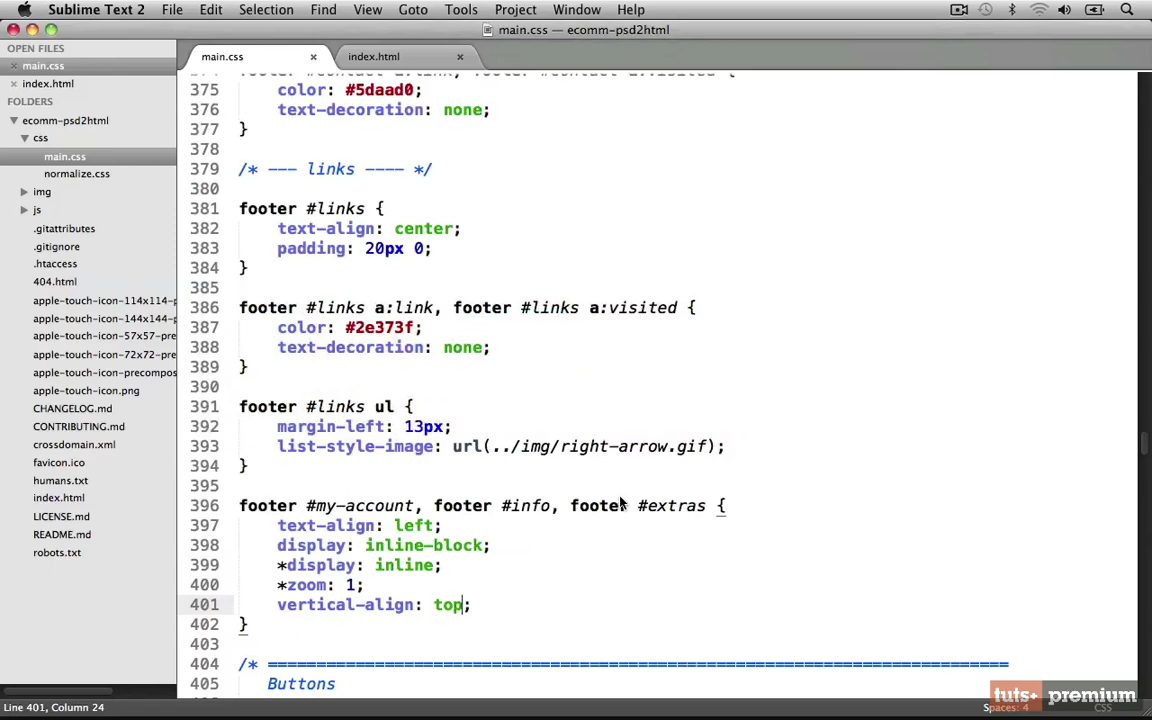 Sublime Text 2 File Edit Selection Find View Goto Tools Project Window Help
main.css — ecomm-psd2html
OPEN FILES
main.css
index.html
FOLDERS
ecomm-psd2html
css
main.css
normalize.css
img
js
.gitattributes
.gitignore
.htaccess
404.html
apple-touch-icon-114x114-p
apple-touch-icon-144x144-p
apple-touch-icon-57x57-pre
apple-touch-icon-72x72-pre
apple-touch-icon-precompos
apple-touch-icon.png
CHANGELOG.md
CONTRIBUTING.md
crossdomain.xml
favicon.ico
humans.txt
index.html
LICENSE.md
README.md
robots.txt
main.css index.html
375 color: #5daad0;
376 text-decoration: none;
377 }
378
379 /* --- links ---- */
380
381 footer #links {
382 text-align: center;
383 padding: 20px 0;
384 }
385
386 footer #links a:link, footer #links a:visited {
387 color: #2e373f;
388 text-decoration: none;
389 }
390
391 footer #links ul {
392 margin-left: 13px;
393 list-style-image: url(../img/right-arrow.gif);
394 }
395
396 footer #my-account, footer #info, footer #extras {
397 text-align: left;
398 display: inline-block;
399 *display: inline;
400 *zoom: 1;
401 vertical-align: top;
402 }
403
404 /* ============================================================================
405 Buttons
tuts+ premium
Line 401, Column 24 Spaces: 4 CSS